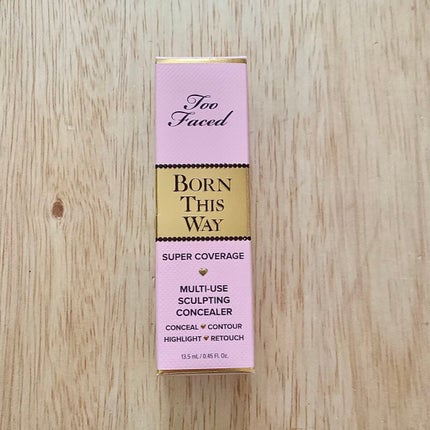 Too
Faced
BORN
THIS
WAY
SUPER COVERAGE
MULTI-USE
SCULPTING
CONCEALER
CONCEAL CONTOUR
HIGHLIGHT RETOUCH
13.5 mL / 0.45 Fl. Oz.